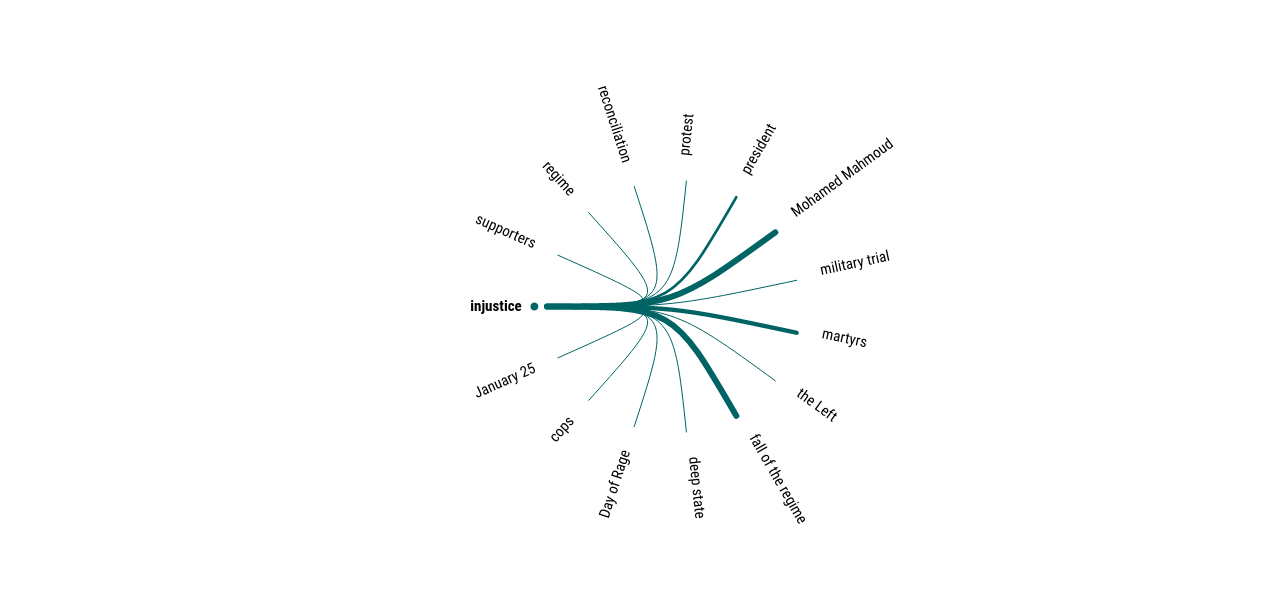 reconciliation
protest
president
Mohamed Mahmoud
regime
supporters
military trial
injustice
martyrs
January 25
the Left
cops
fall of the regime
Day of Rage
deep state